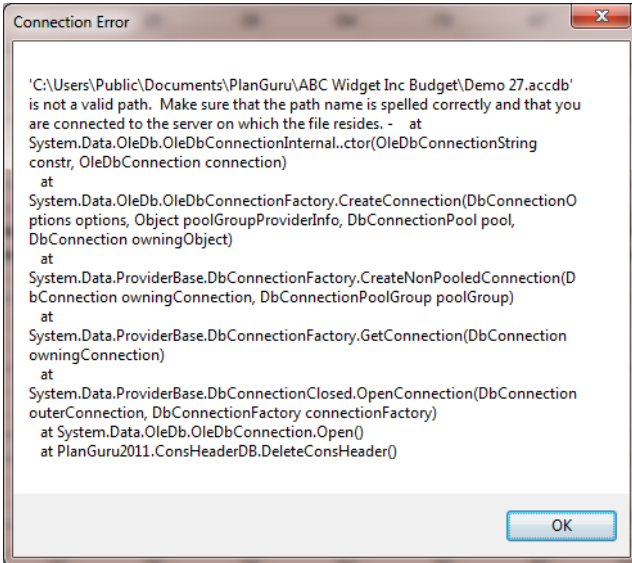 Connection Error
'C:\Users\Public\Documents\PlanGuru\ABC Widget Inc Budget\Demo 27.accdb'
is not a valid path.  Make sure that the path name is spelled correctly and that you
are connected to the server on which the file resides. -    at
System.Data.OleDb.OleDbConnectionInternal..ctor(OleDbConnectionString
constr, OleDbConnection connection)
at
System.Data.OleDb.OleDbConnectionFactory.CreateConnection(DbConnectionO
ptions options, Object poolGroupProviderInfo, DbConnectionPool pool,
DbConnection owningObject)
at
System.Data.ProviderBase.DbConnectionFactory.CreateNonPooledConnection(D
bConnection owningConnection, DbConnectionPoolGroup poolGroup)
at
System.Data.ProviderBase.DbConnectionFactory.GetConnection(DbConnection
owningConnection)
at
System.Data.ProviderBase.DbConnectionClosed.OpenConnection(DbConnection
outerConnection, DbConnectionFactory connectionFactory)
at System.Data.OleDb.OleDbConnection.Open()
at PlanGuru2011.ConsHeaderDB.DeleteConsHeader()
OK